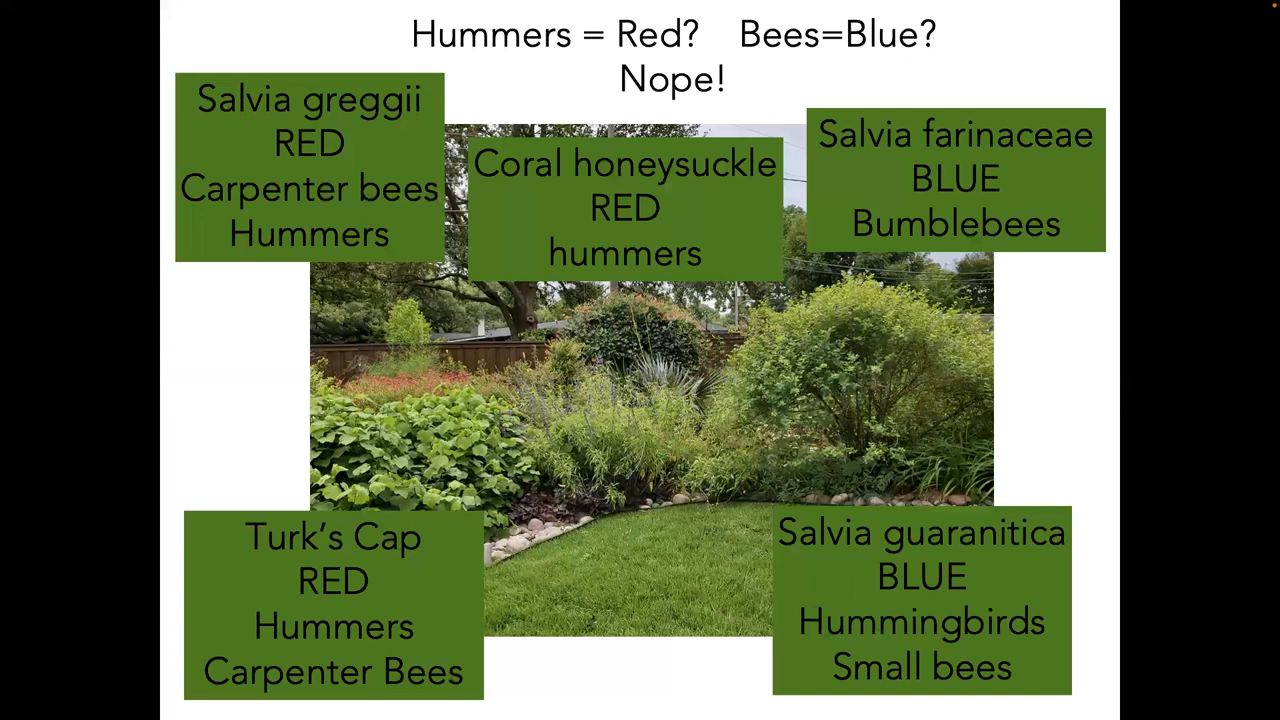 Hummers = Red? Bees=Blue?
Nope!
Salvia greggii
RED
Carpenter bees
Hummers
Coral honeysuckle
RED
hummers
Salvia farinaceae
BLUE
Bumblebees
Turk’s Cap
RED
Hummers
Carpenter Bees
Salvia guaranitica
BLUE
Hummingbirds
Small bees